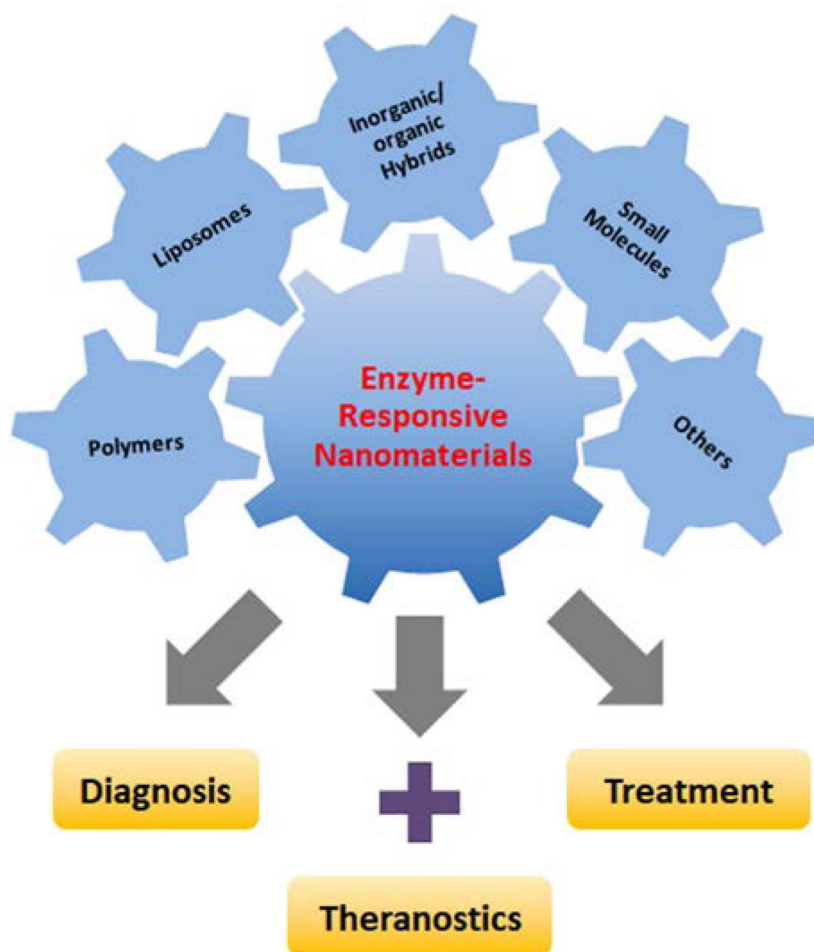 Inorganic/
organic
Hybrids
Liposomes
Small
Molecules
Polymers
Enzyme-
Responsive
Nanomaterials
Others
Diagnosis
Treatment
Theranostics